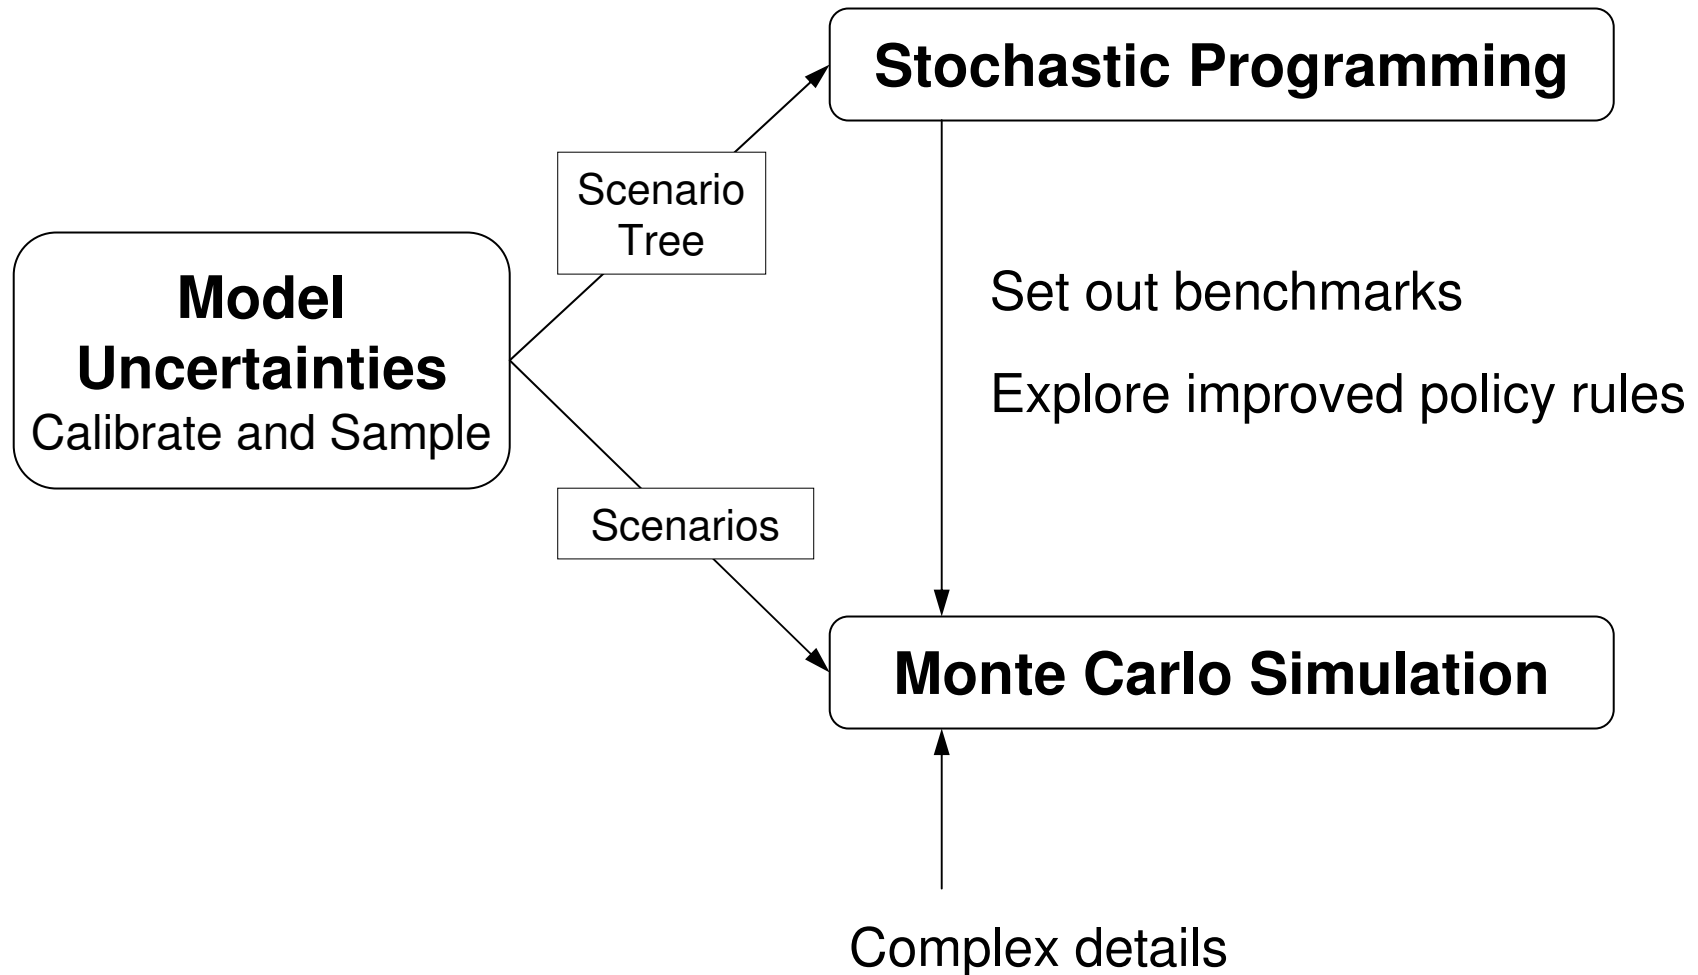 Stochastic Programming
Scenario
Tree
Model
Uncertainties
Calibrate and Sample
Set out benchmarks
Explore improved policy rules
Scenarios
Monte Carlo Simulation
Complex details